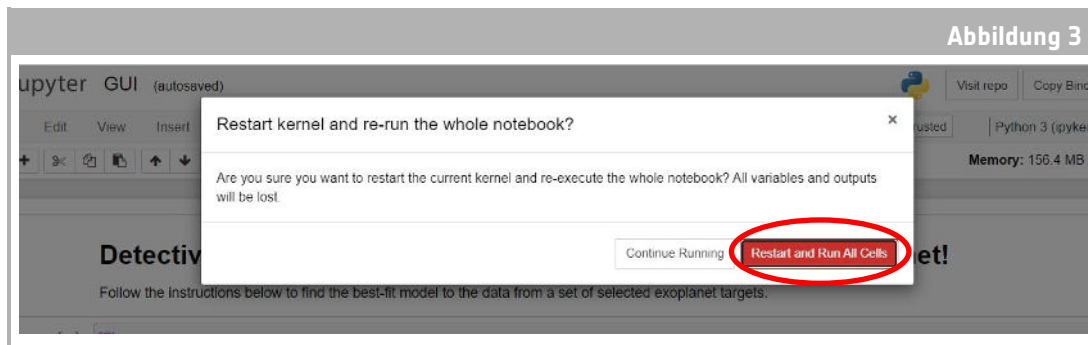 Abbildung 3
upyter GUI (autosaved)
Visit repo Copy Bin
Edit View Insert
rusted Python 3 (ipyke
Memory: 156.4 MB
Restart kernel and re-run the whole notebook? ×
Are you sure you want to restart the current kernel and re-execute the whole notebook? All variables and outputs
will be lost.
Continue Running Restart and Run All Cells
Detectiv et!
Follow the instructions below to find the best-fit model to the data from a set of selected exoplanet targets.